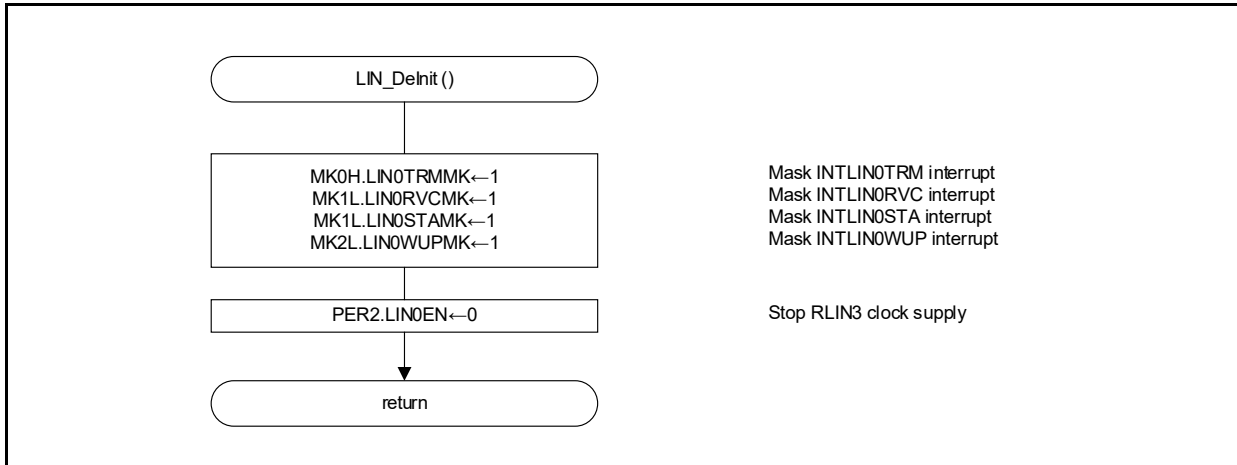 LIN_DeInit ()
MK0H.LIN0TRMMK←1
MK1L.LIN0RVCMK←1
MK1L.LIN0STAMK←1
MK2L.LIN0WUPMK←1
Mask INTLIN0TRM interrupt
Mask INTLIN0RVC interrupt
Mask INTLIN0STA interrupt
Mask INTLIN0WUP interrupt
PER2.LIN0EN←0
Stop RLIN3 clock supply
return